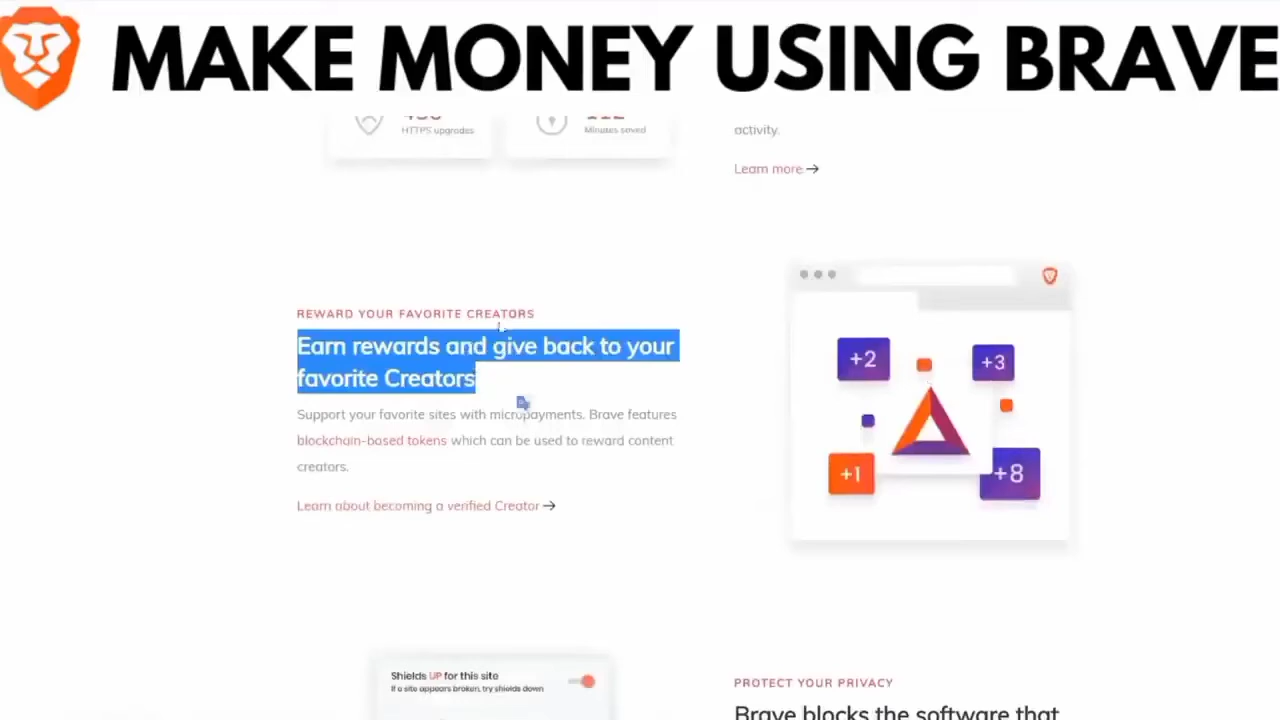 MAKE MONEY USING BRAVE
HTTPS upgrades
Minutes saved
activity.
Learn more
REWARD YOUR FAVORITE CREATORS
Earn rewards and give back to your
favorite Creators
Support your favorite sites with micropayments. Brave features
blockchain-based tokens which can be used to reward content
creators.
Learn about becoming a verified Creator
+2
+3
+1
+8
Shields UP for this site
If a site appears broken, try shields down
PROTECT YOUR PRIVACY
Brave blocks the software that